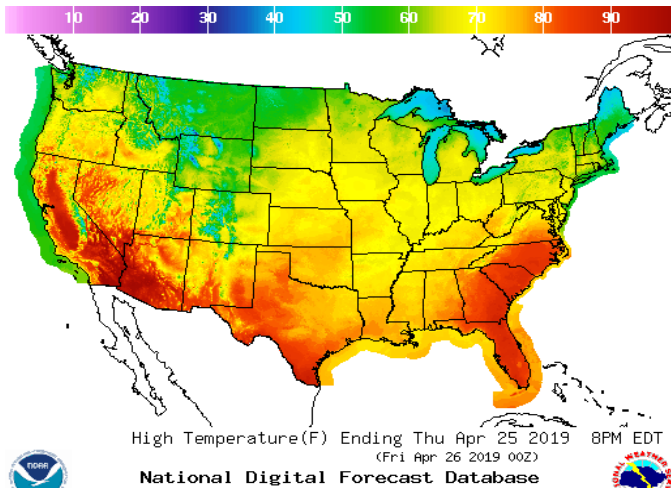 10 20 30 40 50 60 70 80 90
High Temperature(F) Ending Thu Apr 25 2019 8PM EDT
(Fri Apr 26 2019 00Z)
National Digital Forecast Database
NOAA